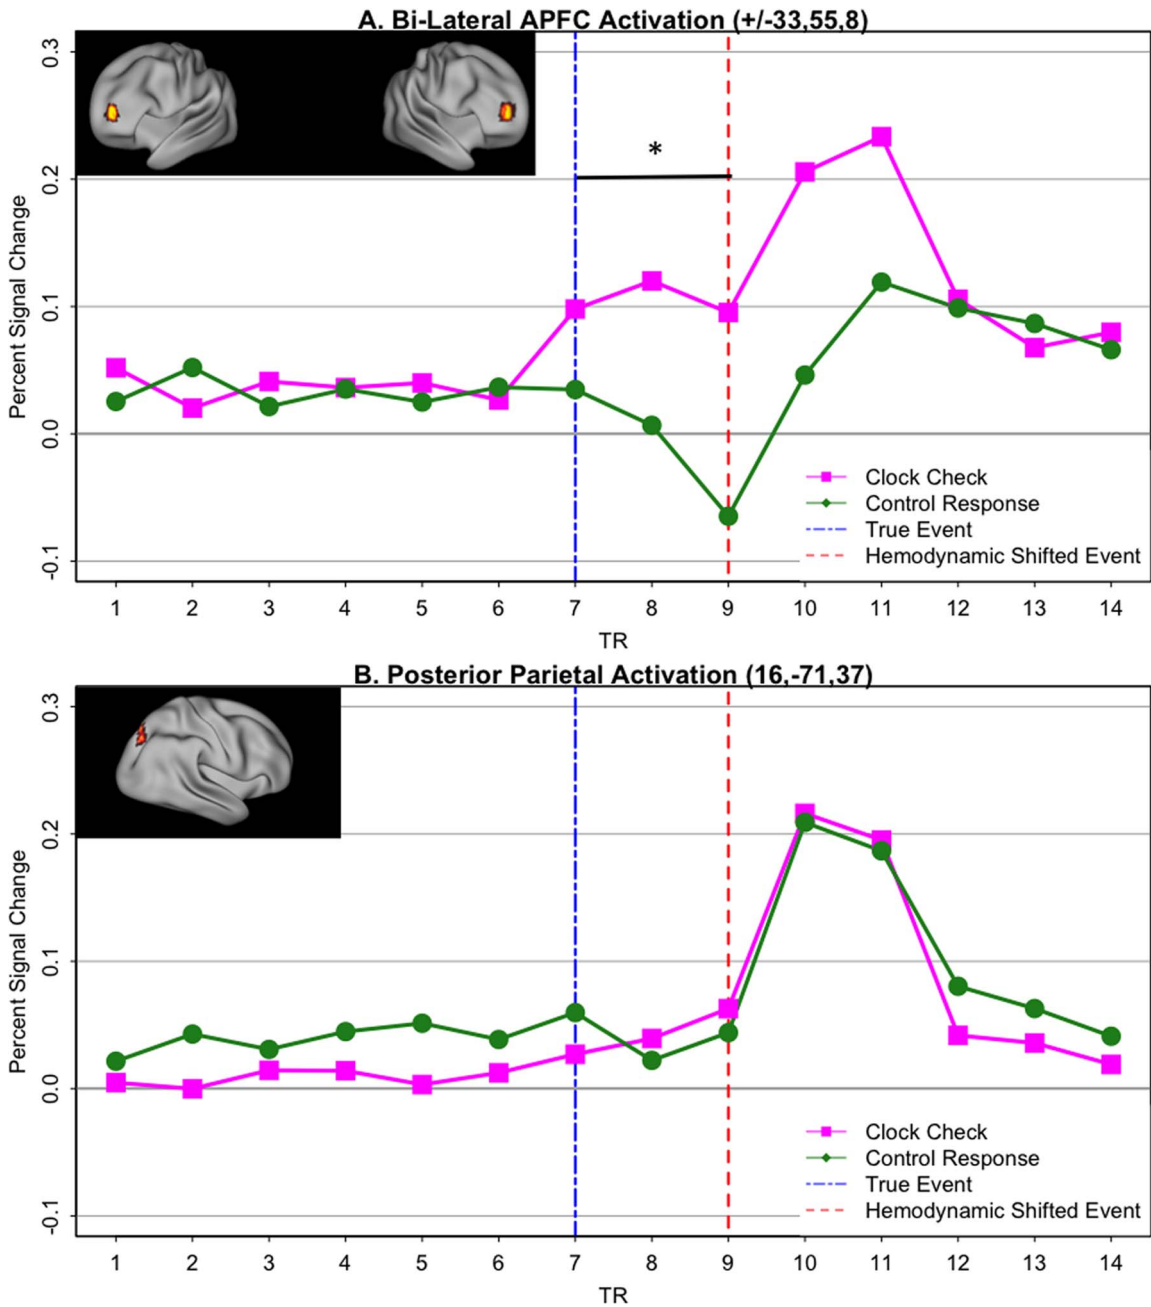 A. Bi-Lateral APFC Activation (+/-33,55,8)
0.3
0.2
0.1
0.0
-0.1
Percent Signal Change
*
Clock Check
Control Response
True Event
Hemodynamic Shifted Event
1 2 3 4 5 6 7 8 9 10 11 12 13 14
TR
B. Posterior Parietal Activation (16,-71,37)
0.3
0.2
0.1
0.0
-0.1
Percent Signal Change
Clock Check
Control Response
True Event
Hemodynamic Shifted Event
1 2 3 4 5 6 7 8 9 10 11 12 13 14
TR